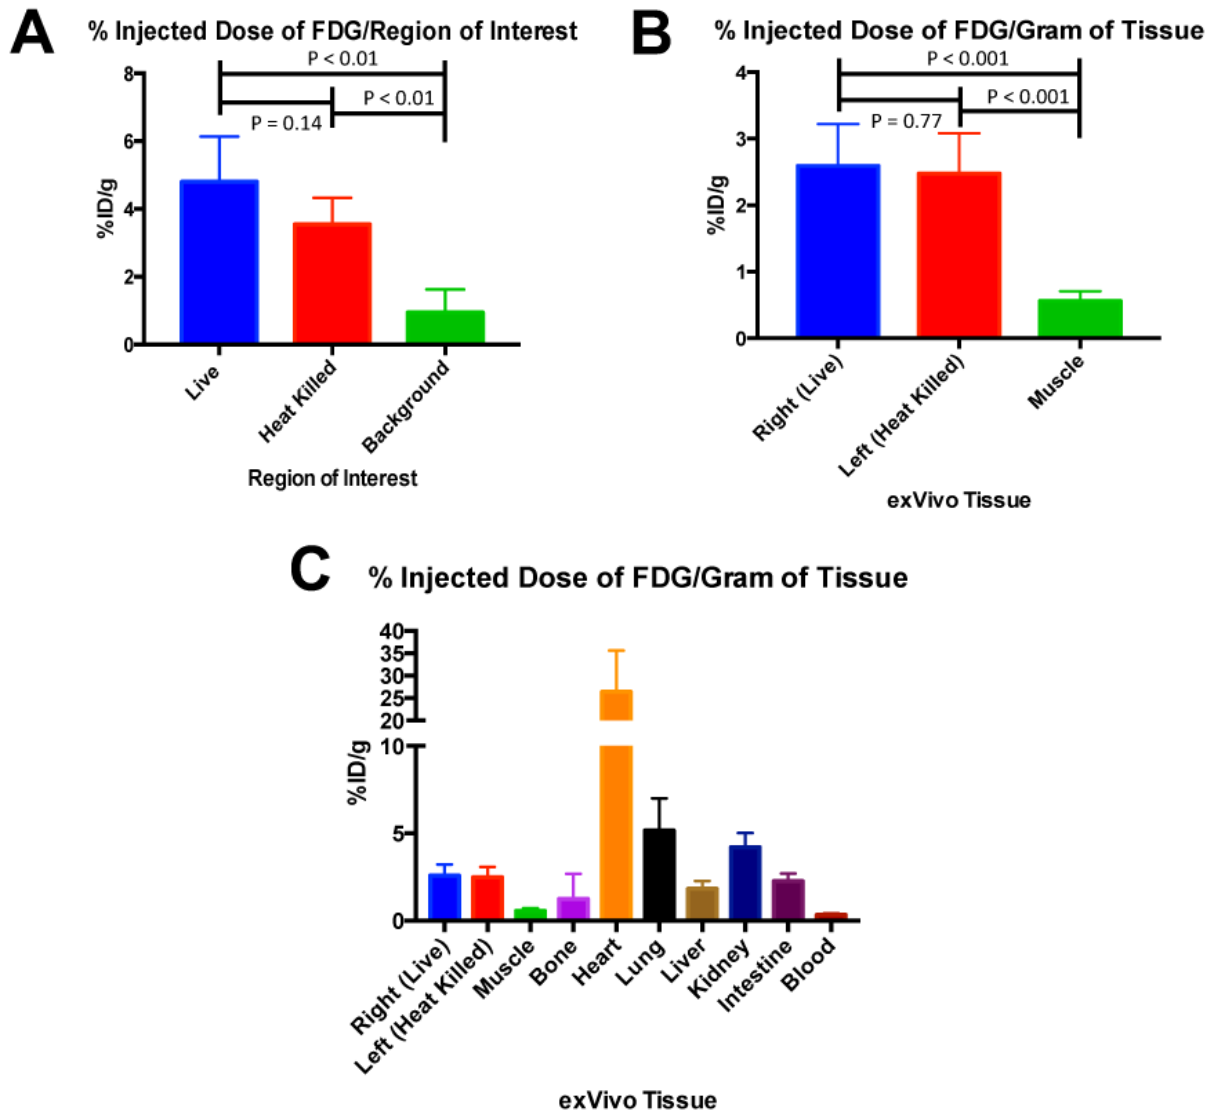 A
% Injected Dose of FDG/Region of Interest
P < 0.01
P < 0.01
P = 0.14
8
6
4
2
0
%ID/g
Live
Heat Killed
Background
Region of Interest
B
% Injected Dose of FDG/Gram of Tissue
P < 0.001
P < 0.001
P = 0.77
4
3
2
1
0
%ID/g
Right (Live)
Left (Heat Killed)
Muscle
exVivo Tissue
C
% Injected Dose of FDG/Gram of Tissue
40
35
30
25
20
10
5
0
%ID/g
Right (Live)
Left (Heat Killed)
Muscle
Bone
Heart
Lung
Liver
Kidney
Intestine
Blood
exVivo Tissue